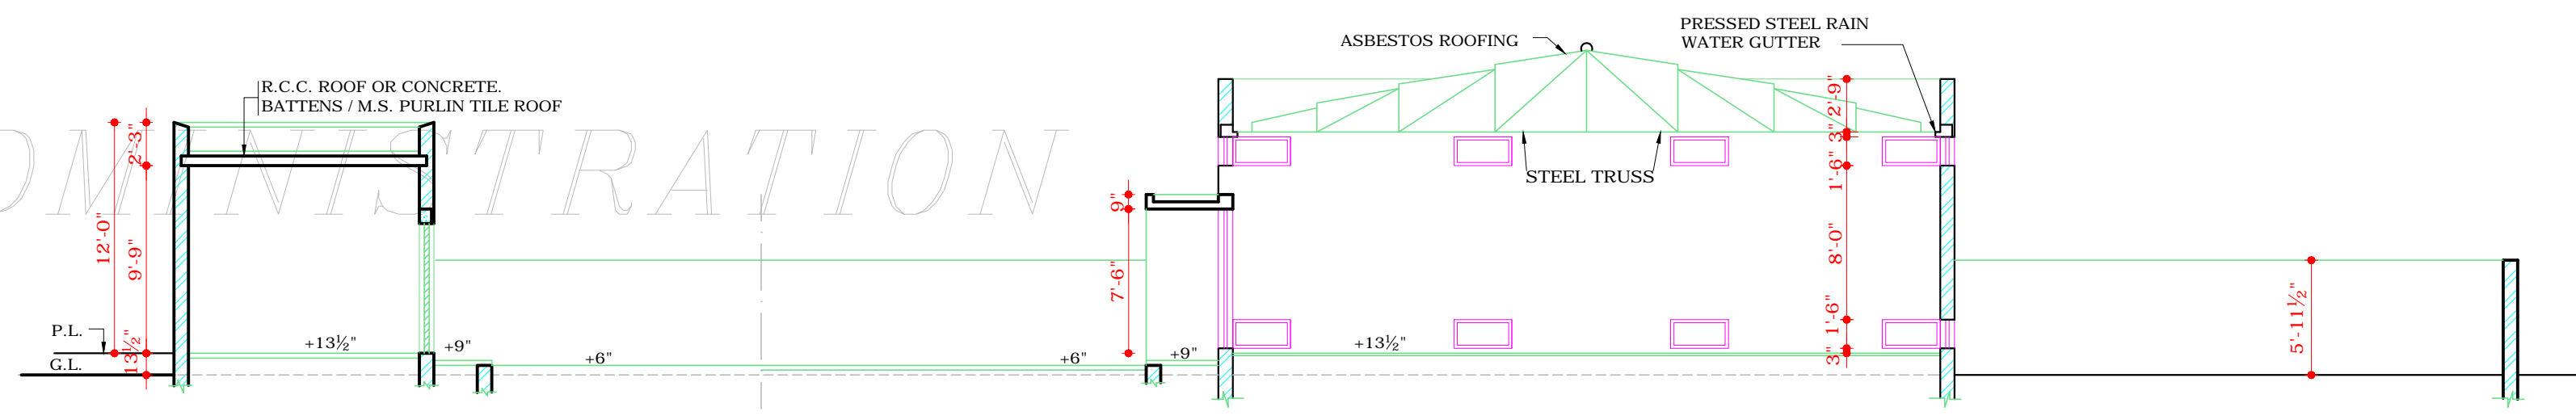 PRESSED STEEL RAIN
WATER GUTTER
ASBESTOS ROOFING
R.C.C. ROOF OR CONCRETE.
BATTENS / M.S. PURLIN TILE ROOF
DMINISTRATION
STEEL TRUSS
2'-3"
12'-0"
9'-9"
13½"
P.L.
G.L.
+13½"
+9"
+6"
+6"
+9"
9"
7'-6"
+13½"
2'-9"
3"
1'-6"
8'-0"
1'-6"
3"
5'-11½"